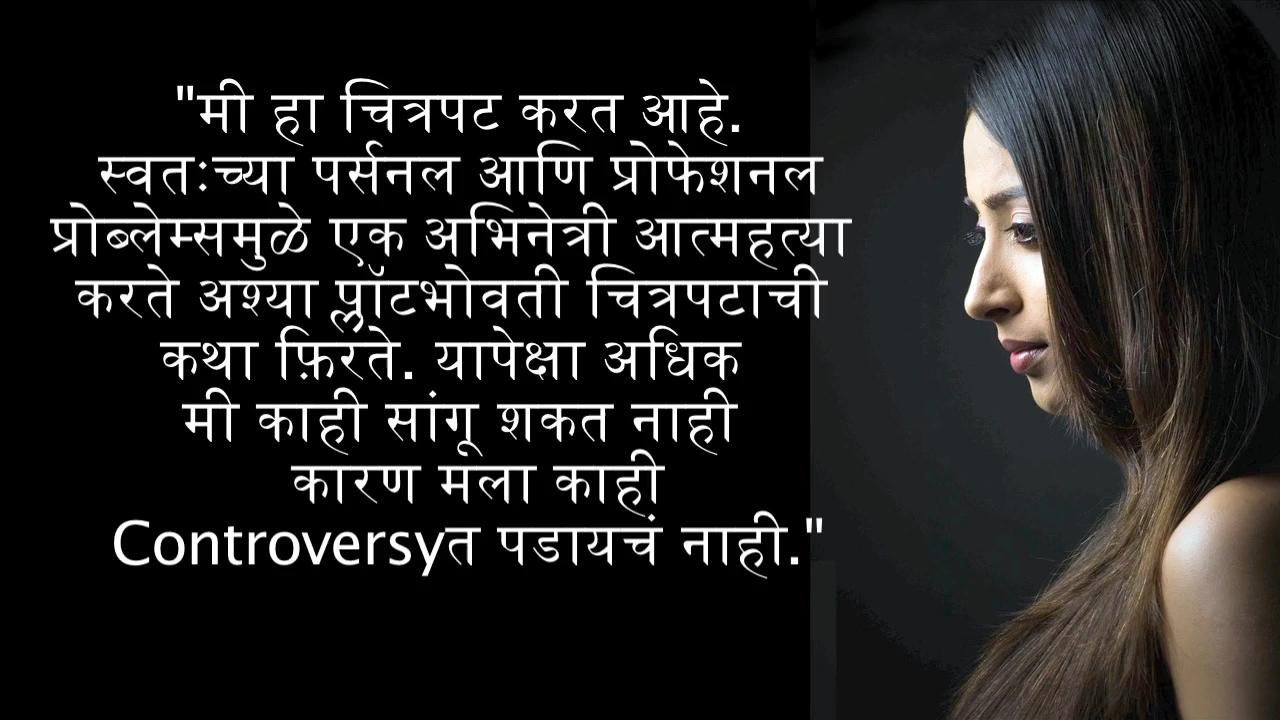 "मी हा चित्रपट करत आहे.
स्वतःच्या पर्सनल आणि प्रोफेशनल
प्रोब्लेम्समुळे एक अभिनेत्री आत्महत्या
करते अश्या प्लॉटभोवती चित्रपटाची
कथा फ़िरते. यापेक्षा अधिक
मी काही सांगू शकत नाही
कारण मला काही
Controversyत पडायचं नाही."